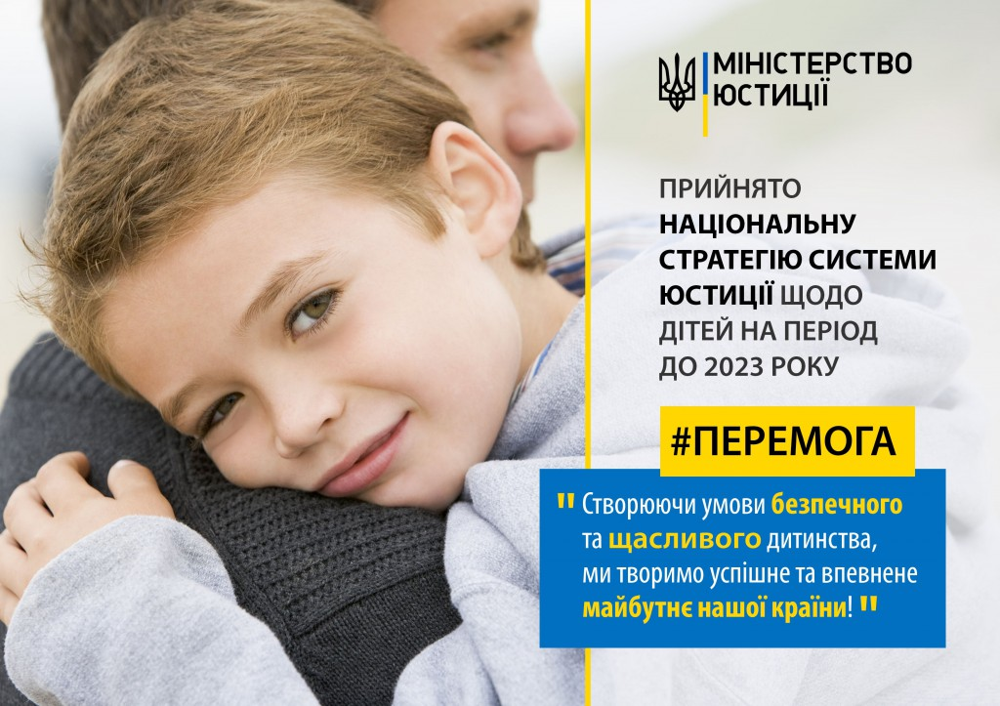 МІНІСТЕРСТВО
ЮСТИЦІЇ
ПРИЙНЯТО
НАЦІОНАЛЬНУ
СТРАТЕГІЮ СИСТЕМИ
ЮСТИЦІЇ ЩОДО
ДІТЕЙ НА ПЕРІОД
ДО 2023 РОКУ
#ПЕРЕМОГА
" Створюючи умови безпечного
та щасливого дитинства,
ми творимо успішне та впевнене
майбутнє нашої країни! "